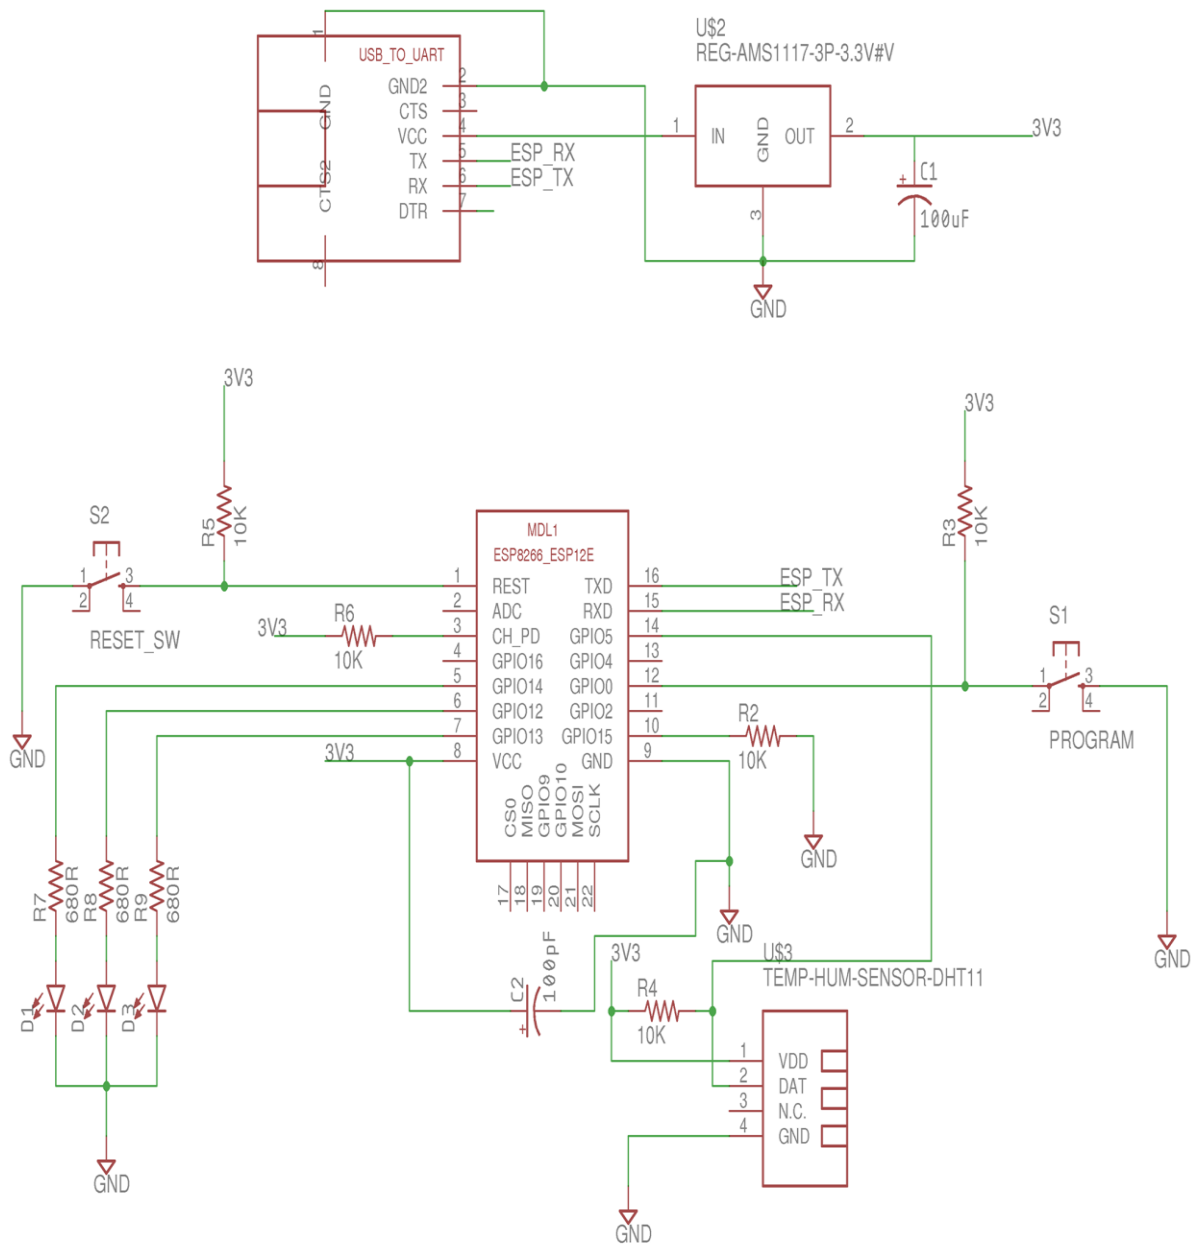 U$2
REG-AMS1117-3P-3.3V#V
1
USB_TO_UART
GND2
2
CTS
3
VCC
4
TX
5
ESP_RX
RX
6
ESP_TX
DTR
7
GND
CTS2
8
1
IN
GND
OUT
2
3V3
3
C1
+
100uF
GND
3V3
3V3
R5
10K
S2
1
3
2
4
RESET_SW
GND
3V3
R6
10K
MDL1
ESP8266_ESP12E
1
REST
TXD
16
ESP_TX
2
ADC
RXD
15
ESP_RX
3
CH_PD
GPIO5
14
4
GPIO16
GPIO4
13
5
GPIO14
GPIO0
12
6
GPIO12
GPIO2
11
7
GPIO13
GPIO15
10
3V3
8
VCC
GND
9
CS0
MISO
GPIO9
GPIO10
MOSI
SCLK
17
18
19
20
21
22
R3
10K
S1
1
3
2
4
PROGRAM
GND
R2
10K
GND
GND
R7
680R
R8
680R
R9
680R
D1
D2
D3
GND
C2
100pF
+
3V3
R4
10K
U$3
TEMP-HUM-SENSOR-DHT11
1
VDD
2
DAT
3
N.C.
4
GND
GND